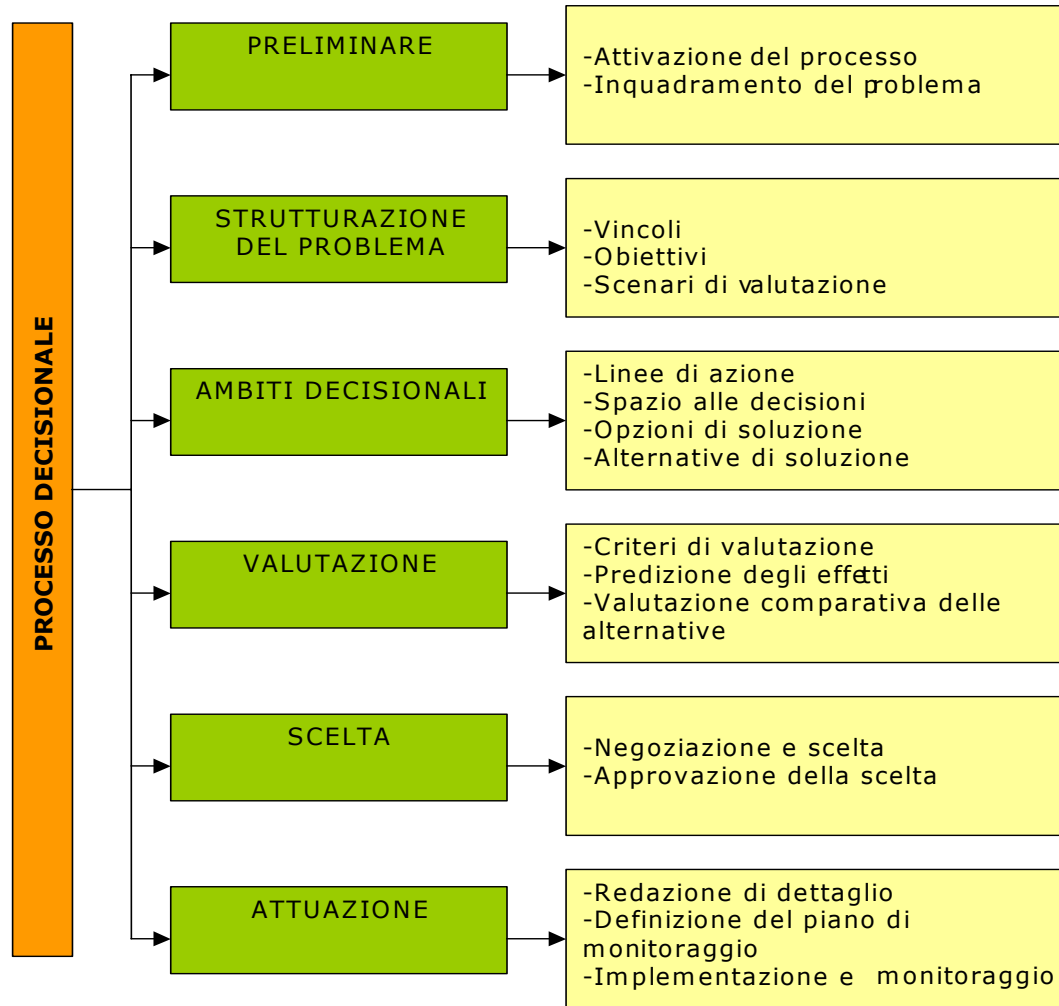 PROCESSO DECISIONALE
PRELIMINARE
-Attivazione del processo
-Inquadramento del problema
STRUTTURAZIONE
DEL PROBLEMA
-Vincoli
-Obiettivi
-Scenari di valutazione
AMBITI DECISIONALI
-Linee di azione
-Spazio alle decisioni
-Opzioni di soluzione
-Alternative di soluzione
VALUTAZIONE
-Criteri di valutazione
-Predizione degli effetti
-Valutazione comparativa delle
alternative
SCELTA
-Negoziazione e scelta
-Approvazione della scelta
ATTUAZIONE
-Redazione di dettaglio
-Definizione del piano di
monitoraggio
-Implementazione e monitoraggio